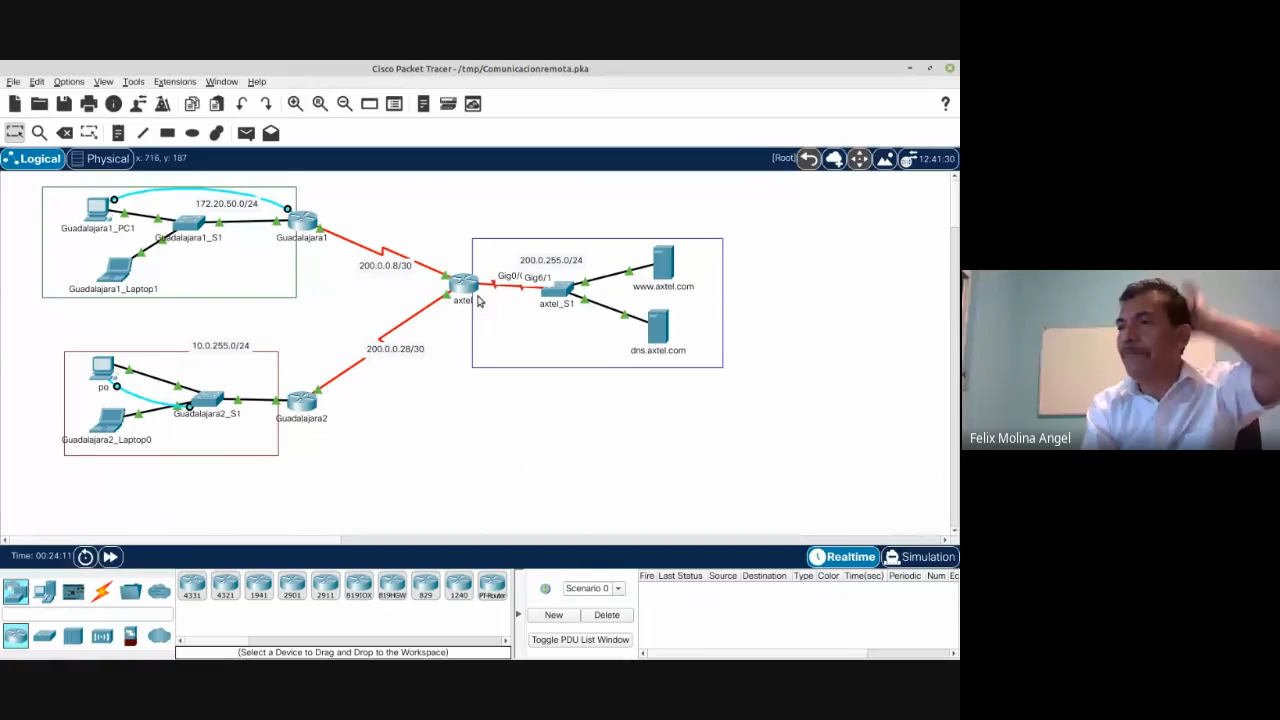 Cisco Packet Tracer - /tmp/Comunicacionremota.pka
File Edit Options View Tools Extensions Window Help
?
Logical Physical x: 716, y: 187 [Root] 12:41:30
172.20.50.0/24
Guadalajara1_PC1
Guadalajara1_S1
Guadalajara1
Guadalajara1_Laptop1
200.0.0.8/30
200.0.255.0/24
Gig0/ Gig6/1
www.axtel.com
axtel
axtel_S1
dns.axtel.com
10.0.255.0/24
200.0.0.28/30
po
Guadalajara2_S1
Guadalajara2
Guadalajara2_Laptop0
Felix Molina Angel
Time: 00:24:11 Realtime Simulation
4331 4321 1941 2901 2911 819IOX 819HGW 829 1240 PT-Router
Scenario 0
New Delete
Toggle PDU List Window
Fire Last Status Source Destination Type Color Time(sec) Periodic Num
(Select a Device to Drag and Drop to the Workspace)